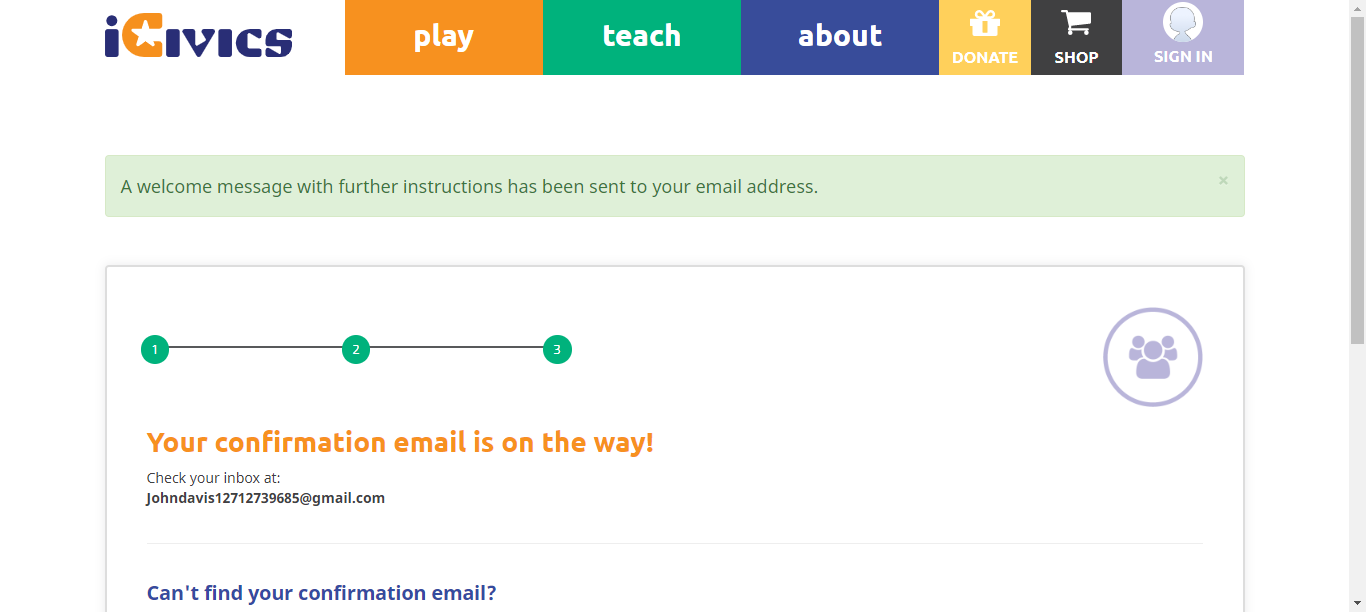 iCivics
play
teach
about
DONATE
SHOP
SIGN IN
A welcome message with further instructions has been sent to your email address.
×
1
2
3
Your confirmation email is on the way!
Check your inbox at:
Johndavis12712739685@gmail.com
Can't find your confirmation email?